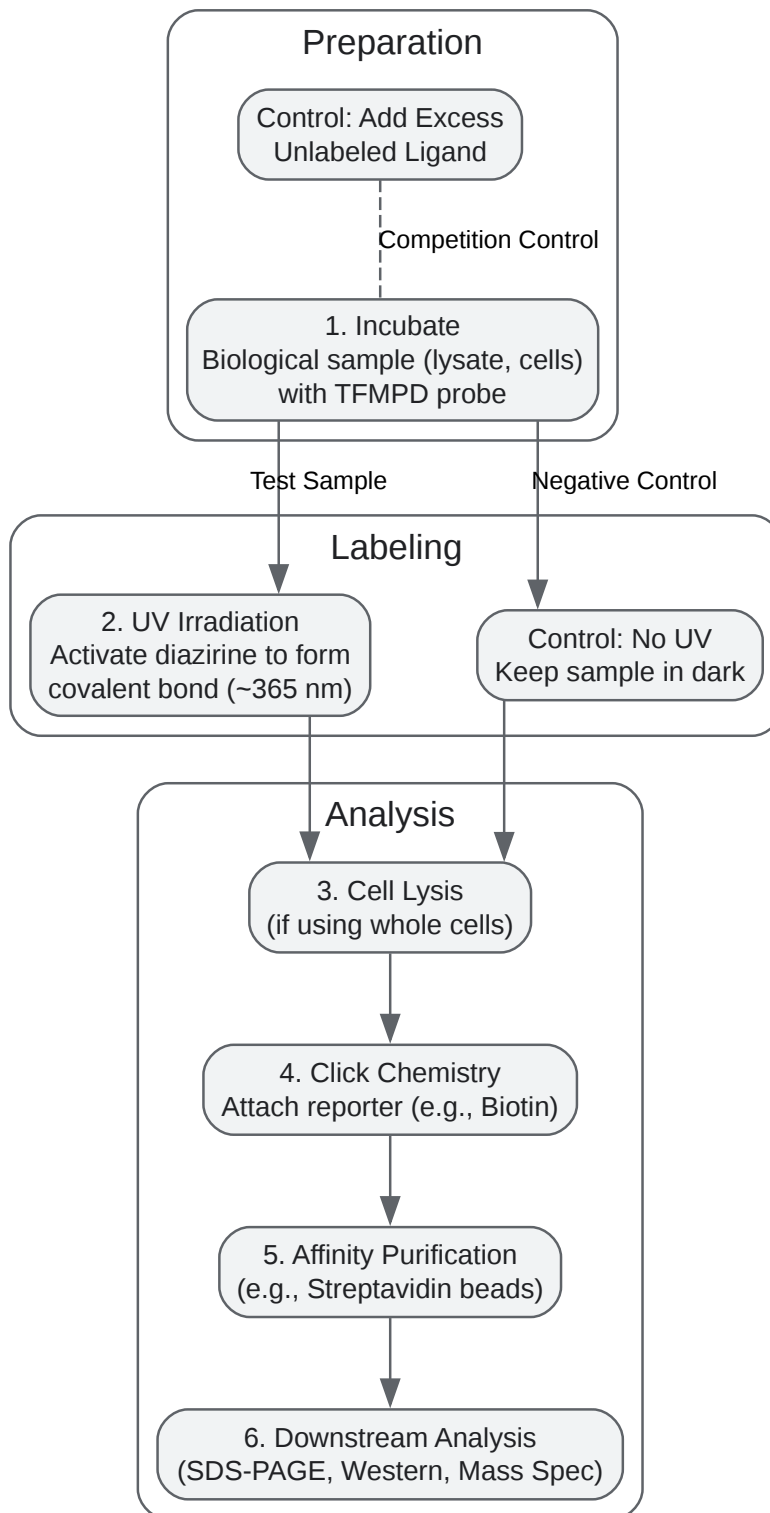 Preparation
Control: Add Excess
Unlabeled Ligand
Competition Control
1. Incubate
Biological sample (lysate, cells)
with TFMPD probe
Test Sample
Negative Control
Labeling
2. UV Irradiation
Activate diazirine to form
covalent bond (~365 nm)
Control: No UV
Keep sample in dark
Analysis
3. Cell Lysis
(if using whole cells)
4. Click Chemistry
Attach reporter (e.g., Biotin)
5. Affinity Purification
(e.g., Streptavidin beads)
6. Downstream Analysis
(SDS-PAGE, Western, Mass Spec)